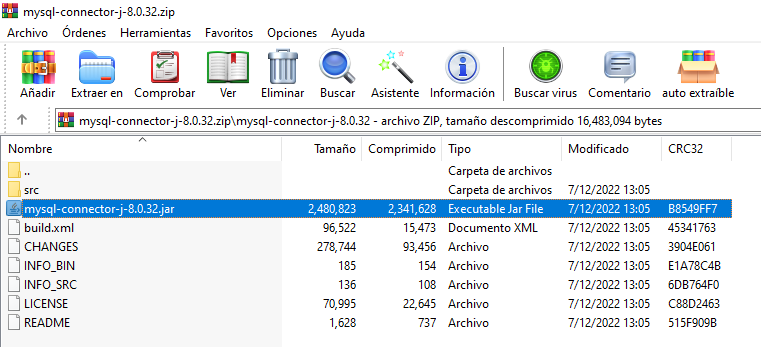 mysql-connector-j-8.0.32.zip
Archivo Órdenes Herramientas Favoritos Opciones Ayuda
Añadir Extraer en Comprobar Ver Eliminar Buscar Asistente Información Buscar virus Comentario auto extraíble
mysql-connector-j-8.0.32.zip\mysql-connector-j-8.0.32 - archivo ZIP, tamaño descomprimido 16,483,094 bytes
Nombre Tamaño Comprimido Tipo Modificado CRC32
.. Carpeta de archivos
src Carpeta de archivos 7/12/2022 13:05
mysql-connector-j-8.0.32.jar 2,480,823 2,341,628 Executable Jar File 7/12/2022 13:05 B8549FF7
build.xml 96,522 15,473 Documento XML 7/12/2022 13:05 45341763
CHANGES 278,744 93,456 Archivo 7/12/2022 13:05 3904E061
INFO_BIN 185 154 Archivo 7/12/2022 13:05 E1A78C4B
INFO_SRC 136 108 Archivo 7/12/2022 13:05 6DB764F0
LICENSE 70,995 22,645 Archivo 7/12/2022 13:05 C88D2463
README 1,628 737 Archivo 7/12/2022 13:05 515F909B